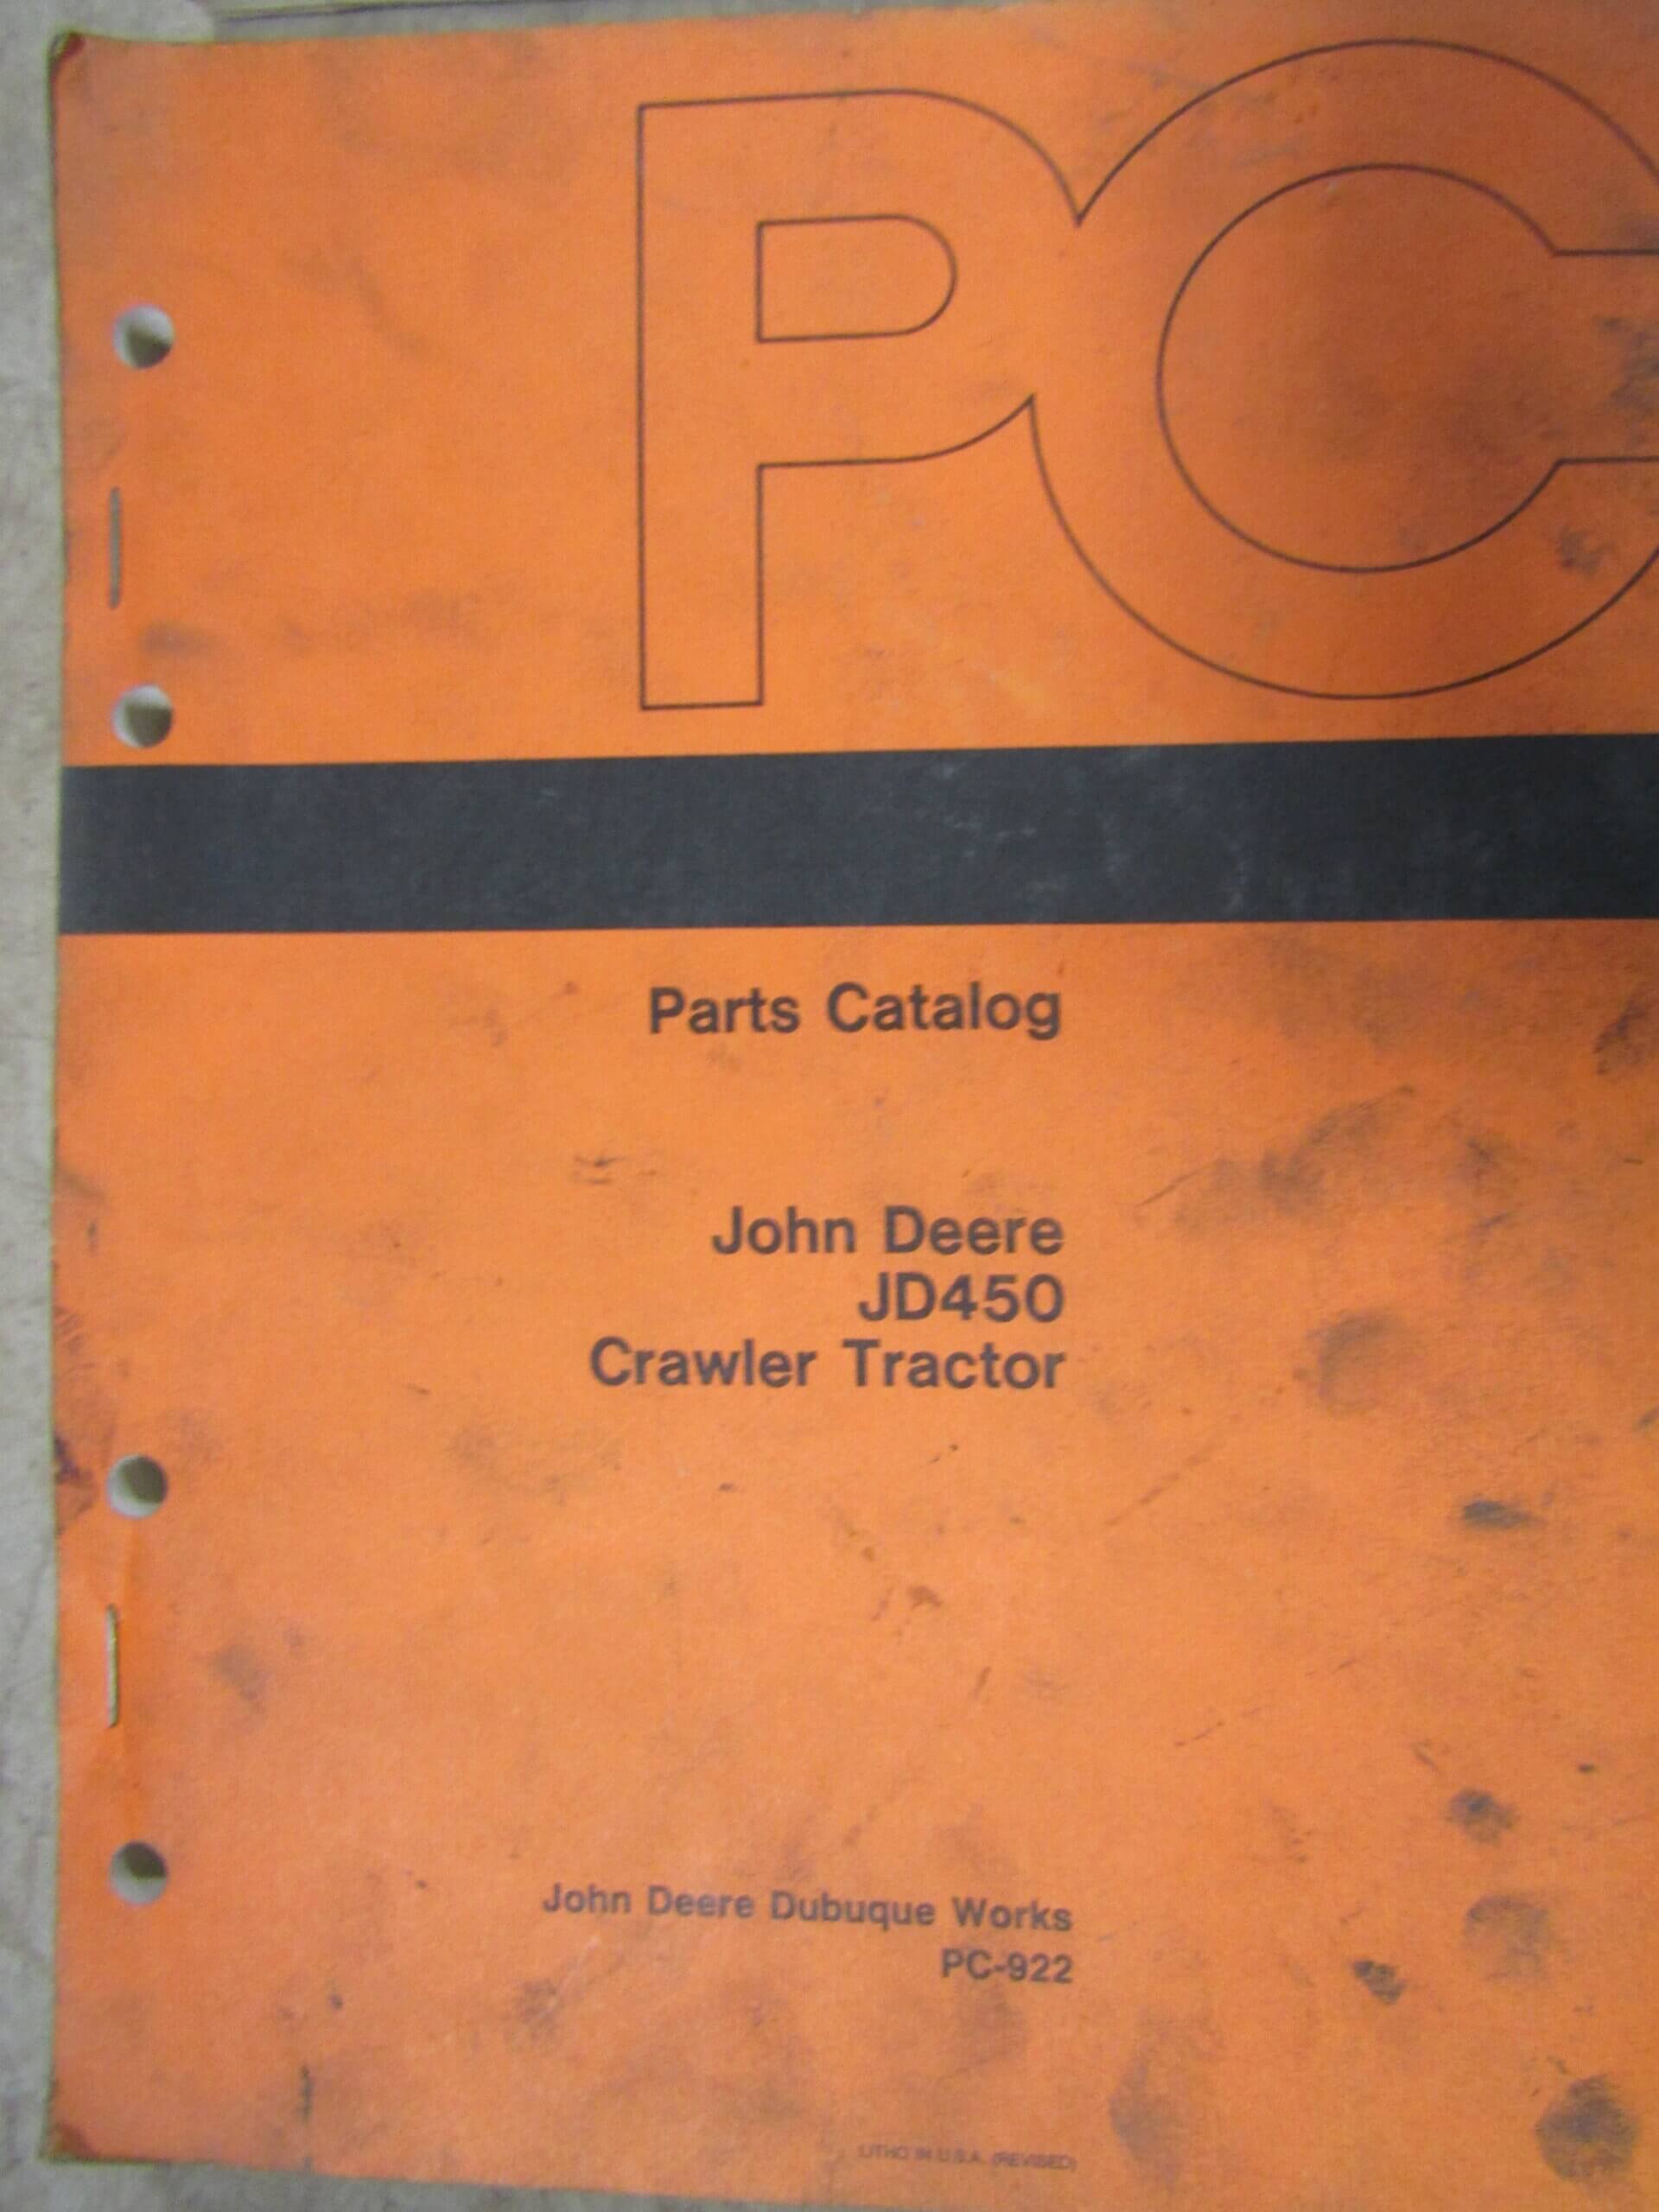 PC
Parts Catalog
John Deere
JD450
Crawler Tractor
John Deere Dubuque Works
PC-922
LITHO IN U.S.A. (REVISED)